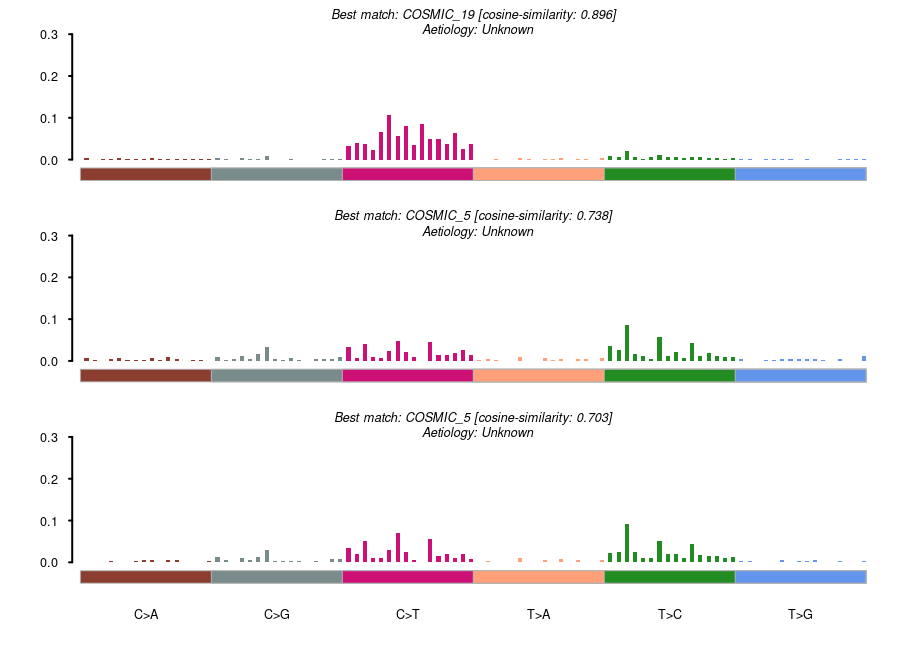 Best match: COSMIC_19 [cosine-similarity: 0.896]
Aetiology: Unknown
0.3
0.2
0.1
0.0
Best match: COSMIC_5 [cosine-similarity: 0.738]
Aetiology: Unknown
0.3
0.2
0.1
0.0
Best match: COSMIC_5 [cosine-similarity: 0.703]
Aetiology: Unknown
0.3
0.2
0.1
0.0
C>A C>G C>T T>A T>C T>G